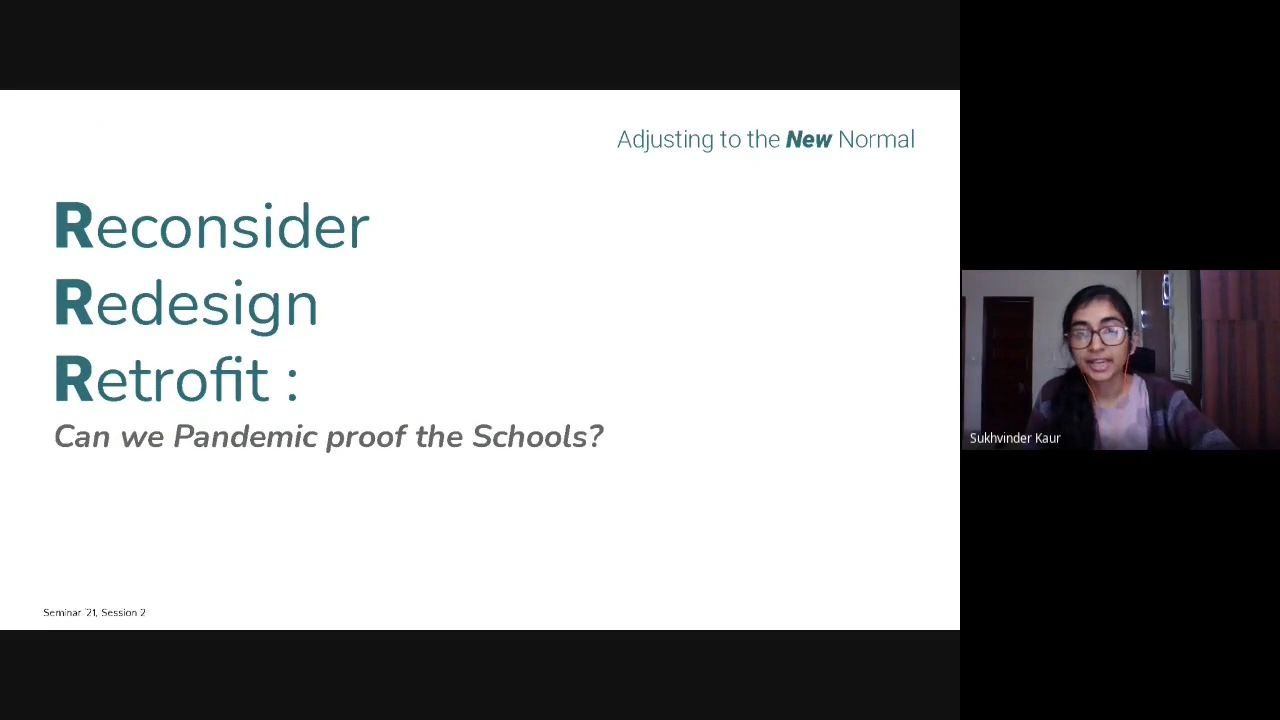 Adjusting to the New Normal
Reconsider
Redesign
Retrofit :
Can we Pandemic proof the Schools?
Seminar '21, Session 2
Sukhvinder Kaur